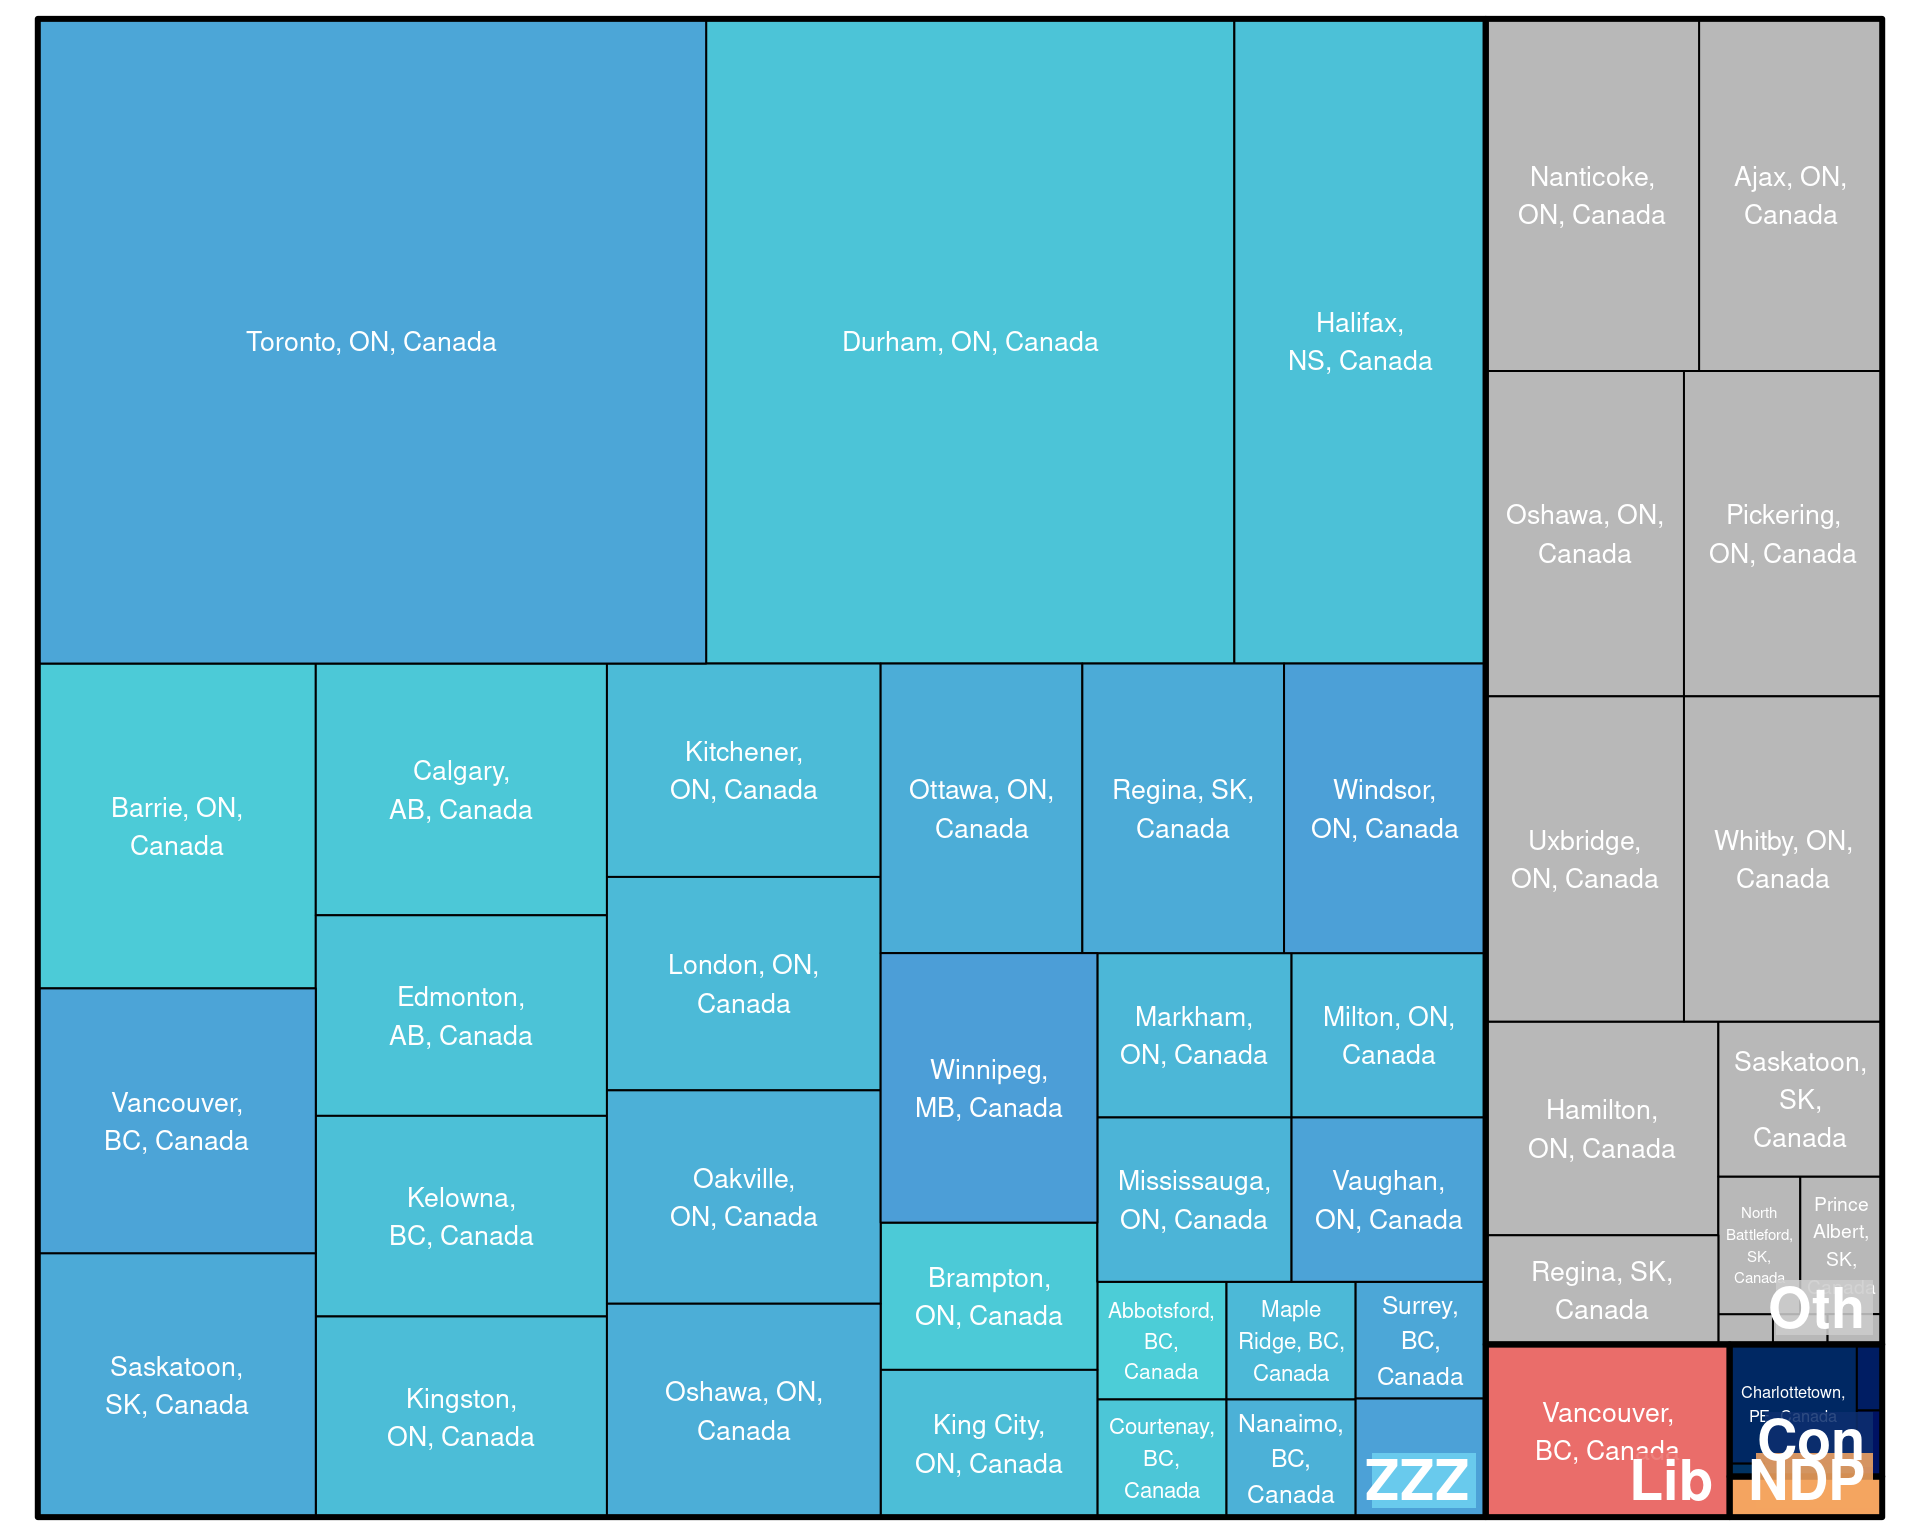 Toronto, ON, Canada
Durham, ON, Canada
Halifax,
NS, Canada
Barrie, ON,
Canada
Vancouver,
BC, Canada
Saskatoon,
SK, Canada
Calgary,
AB, Canada
Edmonton,
AB, Canada
Kelowna,
BC, Canada
Kingston,
ON, Canada
Kitchener,
ON, Canada
London, ON,
Canada
Oakville,
ON, Canada
Oshawa, ON,
Canada
Ottawa, ON,
Canada
Regina, SK,
Canada
Windsor,
ON, Canada
Winnipeg,
MB, Canada
Brampton,
ON, Canada
King City,
ON, Canada
Markham,
ON, Canada
Milton, ON,
Canada
Mississauga,
ON, Canada
Vaughan,
ON, Canada
Abbotsford,
BC,
Canada
Courtenay,
BC,
Canada
Maple
Ridge, BC,
Canada
Nanaimo,
BC,
Canada
Surrey,
BC,
Canada
ZZZ
Nanticoke,
ON, Canada
Ajax, ON,
Canada
Oshawa, ON,
Canada
Pickering,
ON, Canada
Uxbridge,
ON, Canada
Whitby, ON,
Canada
Hamilton,
ON, Canada
Regina, SK,
Canada
Saskatoon,
SK,
Canada
North
Battleford,
SK,
Canada
Prince
Albert,
SK,
Canada
Oth
Vancouver,
BC, Canada
Lib
Charlottetown,
PE, Canada
Con
NDP